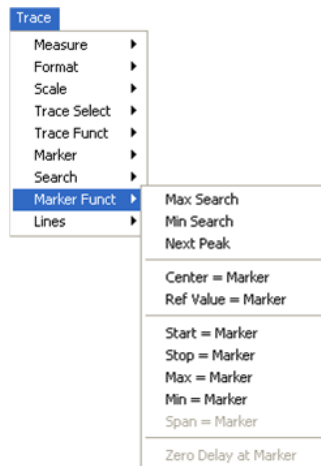 Trace
Measure
Format
Scale
Trace Select
Trace Funct
Marker
Search
Marker Funct
Lines
Max Search
Min Search
Next Peak
Center = Marker
Ref Value = Marker
Start = Marker
Stop = Marker
Max = Marker
Min = Marker
Span = Marker
Zero Delay at Marker